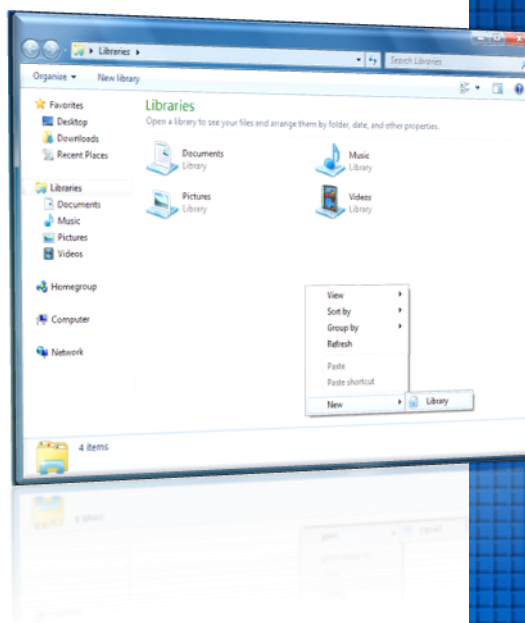 Libraries
Search Libraries
Organize
New library
Favorites
Desktop
Downloads
Recent Places
Libraries
Documents
Music
Pictures
Videos
Homegroup
Computer
Network
Libraries
Open a library to see your files and arrange them by folder, date, and other properties.
Documents
Library
Music
Library
Pictures
Library
Videos
Library
View
Sort by
Group by
Refresh
Paste
Paste shortcut
New
Library
4 items